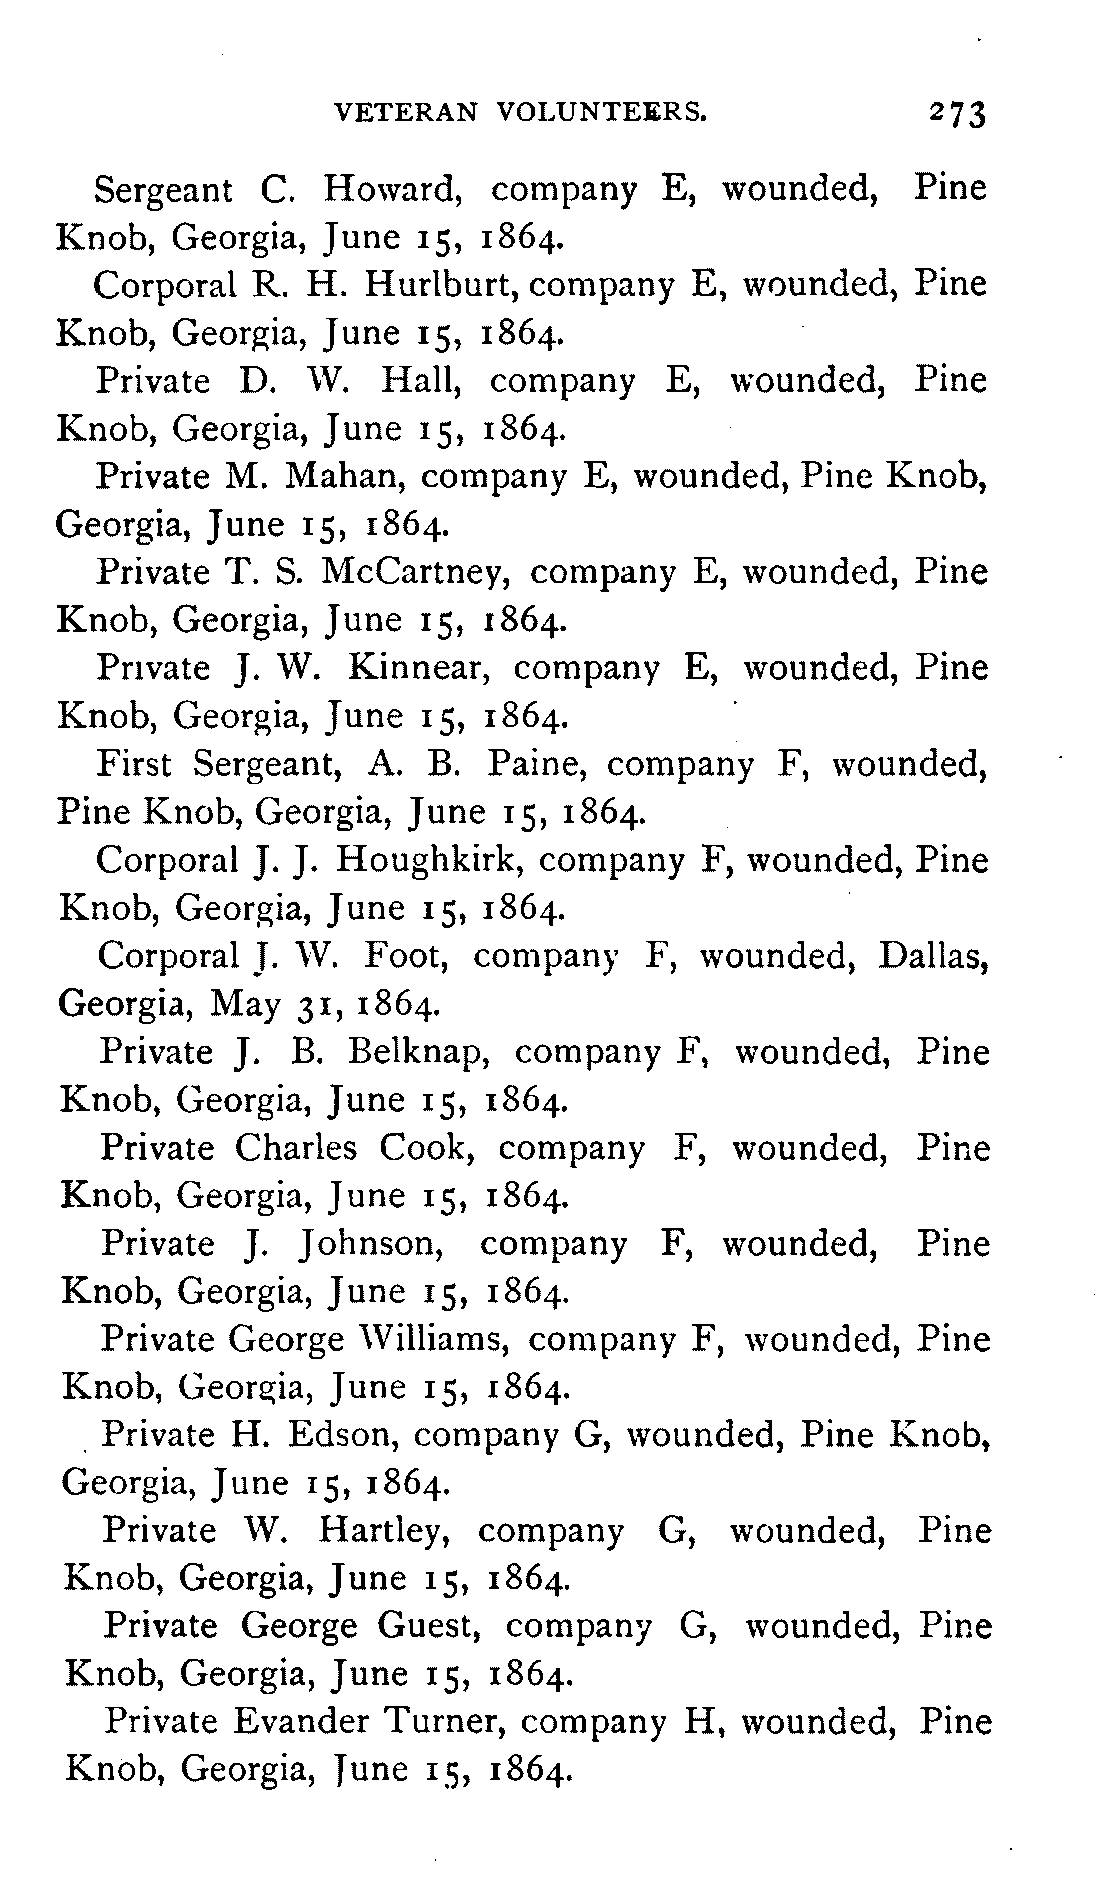 VETERAN VOLUNTEERS. 273
Sergeant C. Howard, company E, wounded, Pine
Knob, Georgia, June 15, 1864.
Corporal R. H. Hurlburt, company E, wounded, Pine
Knob, Georgia, June 15, 1864.
Private D. W. Hall, company E, wounded, Pine
Knob, Georgia, June 15, 1864.
Private M. Mahan, company E, wounded, Pine Knob,
Georgia, June 15, 1864.
Private T. S. McCartney, company E, wounded, Pine
Knob, Georgia, June 15, 1864.
Private J. W. Kinnear, company E, wounded, Pine
Knob, Georgia, June 15, 1864.
First Sergeant, A. B. Paine, company F, wounded,
Pine Knob, Georgia, June 15, 1864.
Corporal J. J. Houghkirk, company F, wounded, Pine
Knob, Georgia, June 15, 1864.
Corporal J. W. Foot, company F, wounded, Dallas,
Georgia, May 31, 1864.
Private J. B. Belknap, company F, wounded, Pine
Knob, Georgia, June 15, 1864.
Private Charles Cook, company F, wounded, Pine
Knob, Georgia, June 15, 1864.
Private J. Johnson, company F, wounded, Pine
Knob, Georgia, June 15, 1864.
Private George Williams, company F, wounded, Pine
Knob, Georgia, June 15, 1864.
Private H. Edson, company G, wounded, Pine Knob,
Georgia, June 15, 1864.
Private W. Hartley, company G, wounded, Pine
Knob, Georgia, June 15, 1864.
Private George Guest, company G, wounded, Pine
Knob, Georgia, June 15, 1864.
Private Evander Turner, company H, wounded, Pine
Knob, Georgia, June 15, 1864.